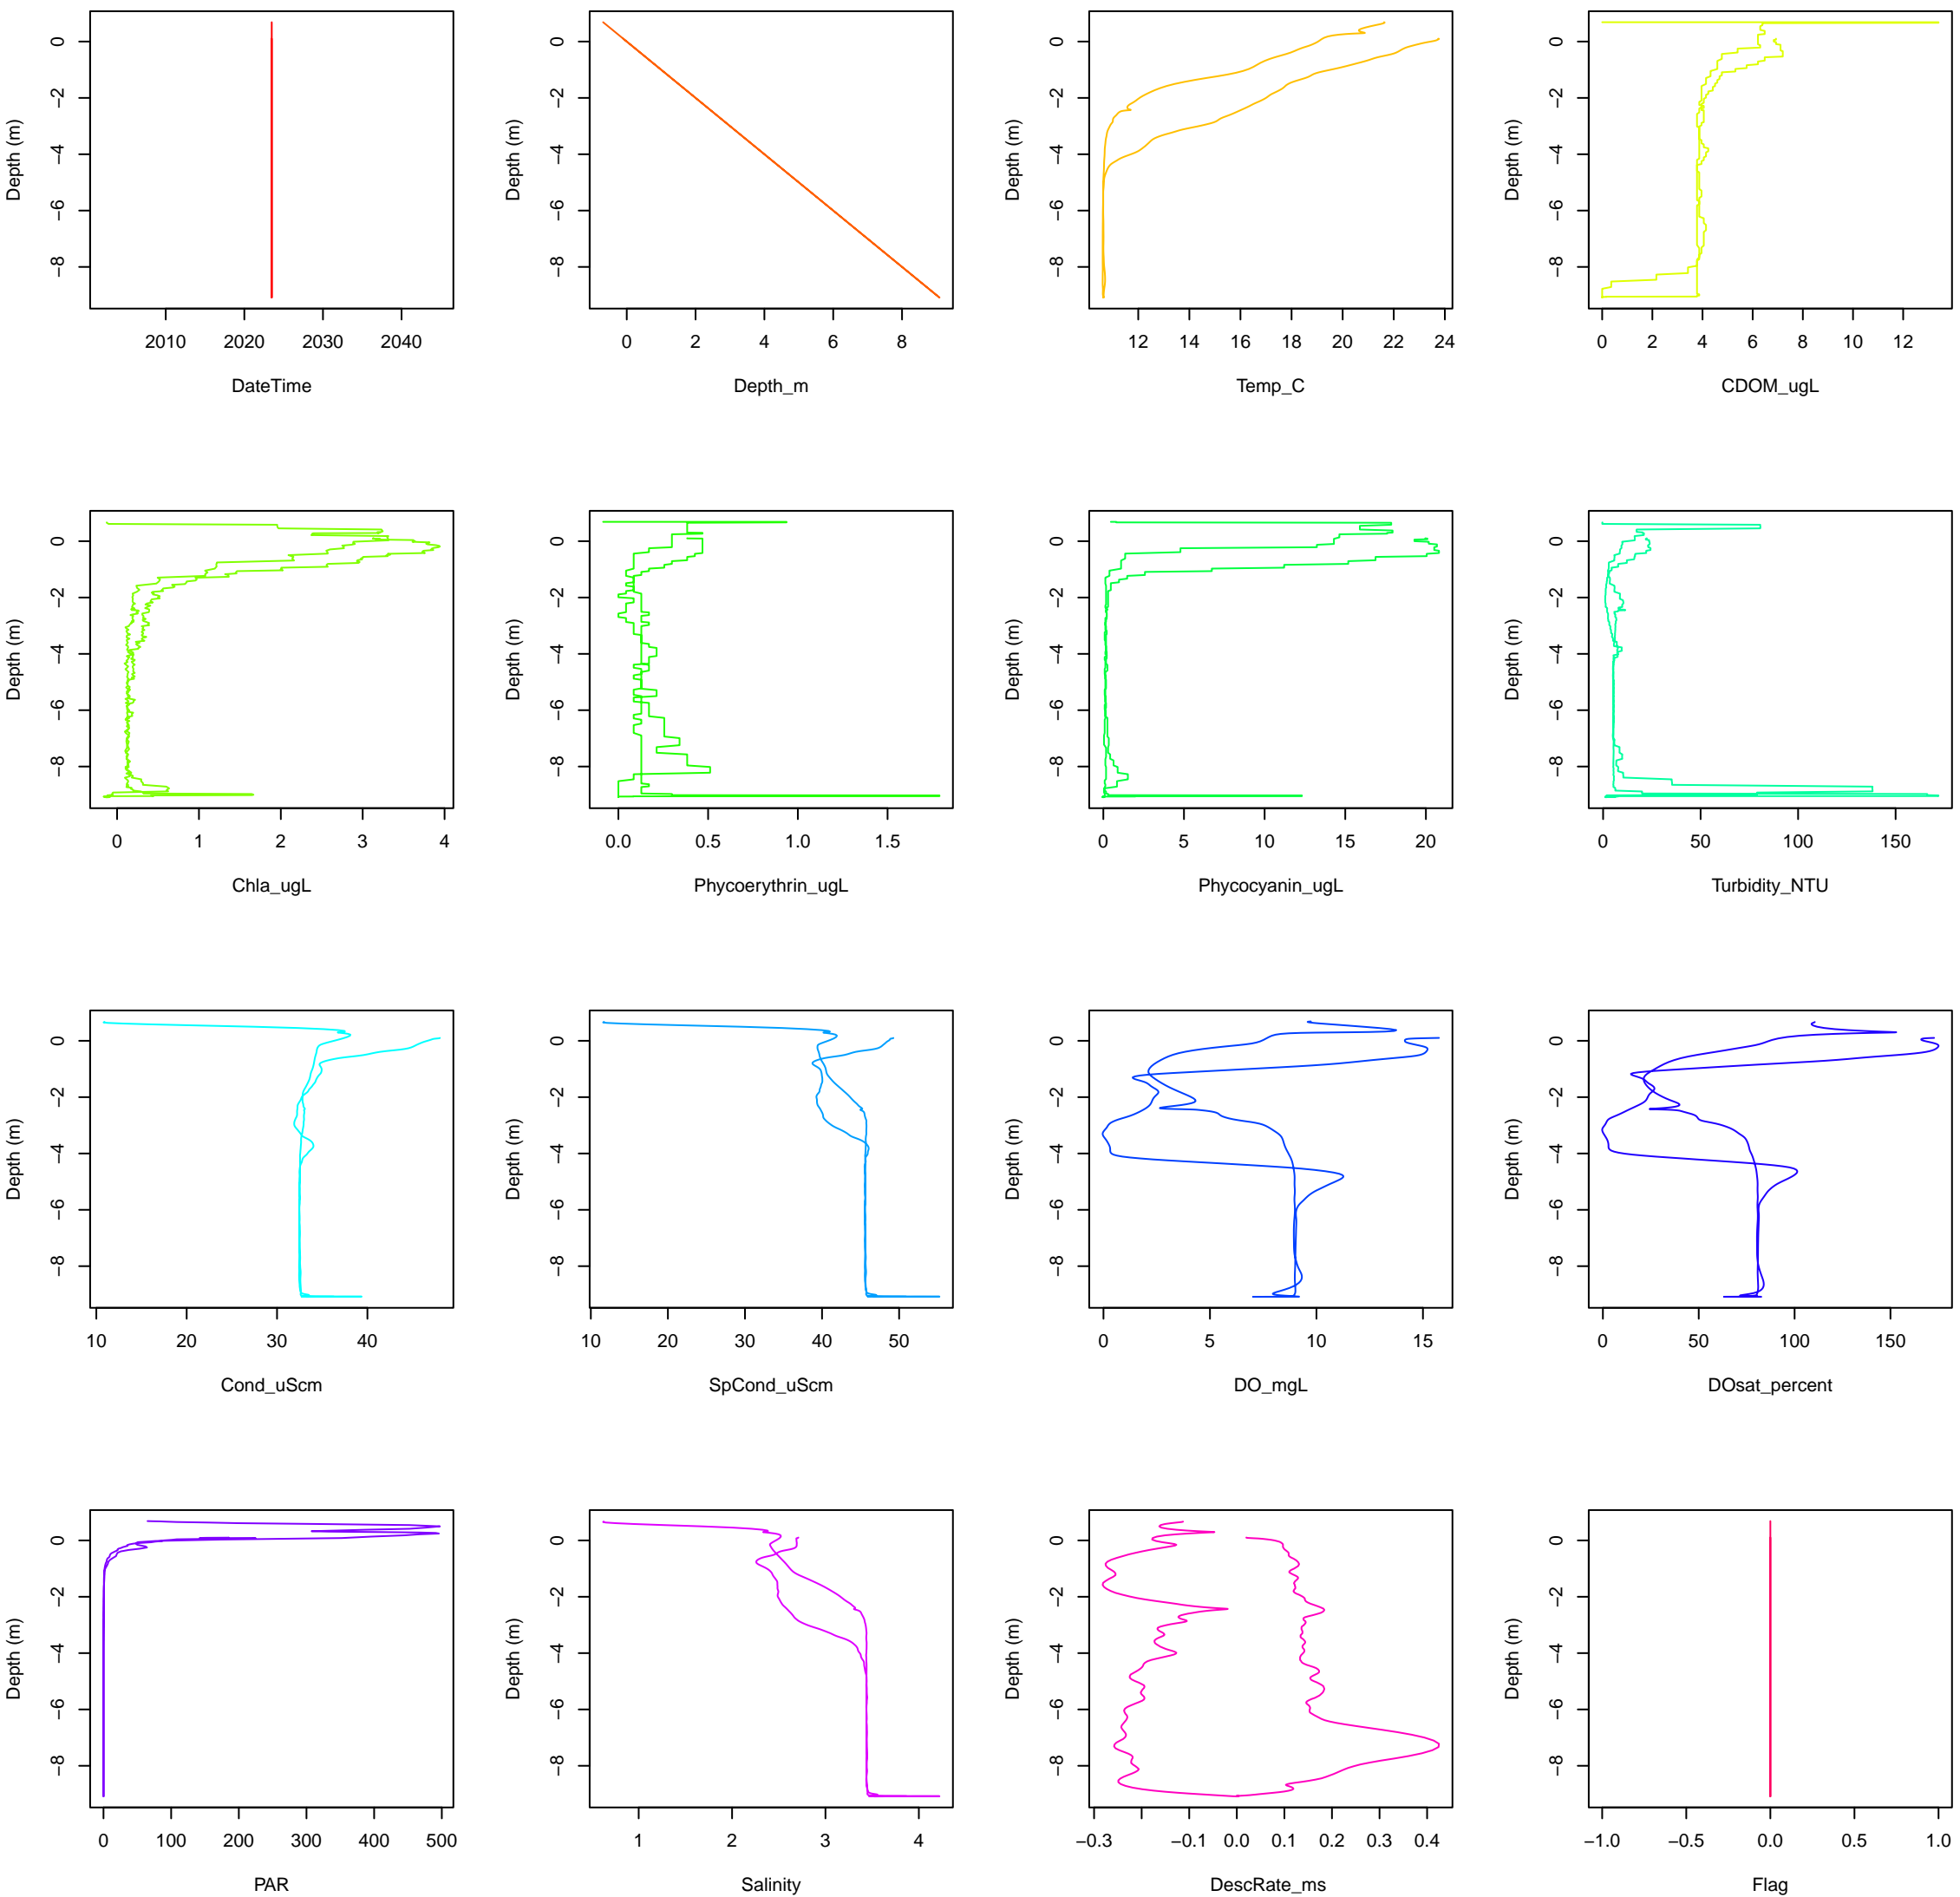 0
−2
−4
−6
−8
Depth (m)
2010 2020 2030 2040
DateTime
0
−2
−4
−6
−8
Depth (m)
0 2 4 6 8
Depth_m
0
−2
−4
−6
−8
Depth (m)
12 14 16 18 20 22 24
Temp_C
0
−2
−4
−6
−8
Depth (m)
0 2 4 6 8 10 12
CDOM_ugL
0
−2
−4
−6
−8
Depth (m)
0 1 2 3 4
Chla_ugL
0
−2
−4
−6
−8
Depth (m)
0.0 0.5 1.0 1.5
Phycoerythrin_ugL
0
−2
−4
−6
−8
Depth (m)
0 5 10 15 20
Phycocyanin_ugL
0
−2
−4
−6
−8
Depth (m)
0 50 100 150
Turbidity_NTU
0
−2
−4
−6
−8
Depth (m)
10 20 30 40
Cond_uScm
0
−2
−4
−6
−8
Depth (m)
10 20 30 40 50
SpCond_uScm
0
−2
−4
−6
−8
Depth (m)
0 5 10 15
DO_mgL
0
−2
−4
−6
−8
Depth (m)
0 50 100 150
DOsat_percent
0
−2
−4
−6
−8
Depth (m)
0 100 200 300 400 500
PAR
0
−2
−4
−6
−8
Depth (m)
1 2 3 4
Salinity
0
−2
−4
−6
−8
Depth (m)
−0.3 −0.1 0.0 0.1 0.2 0.3 0.4
DescRate_ms
0
−2
−4
−6
−8
Depth (m)
−1.0 −0.5 0.0 0.5 1.0
Flag